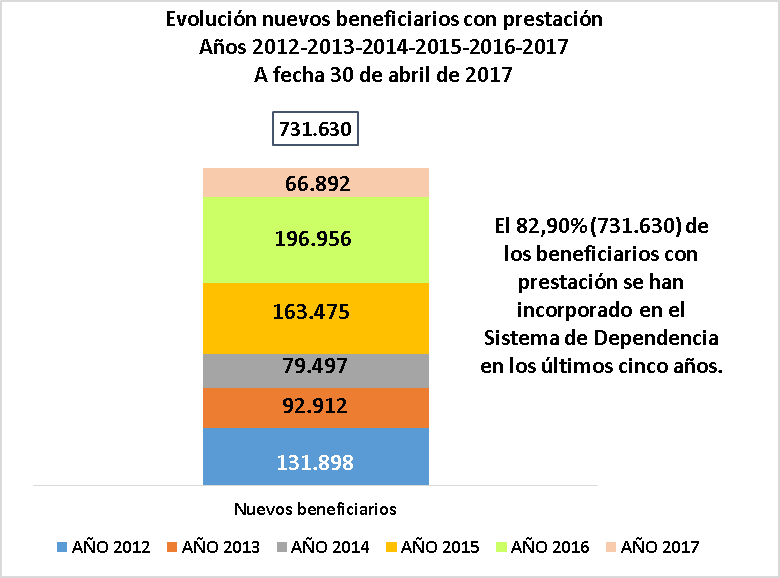 Evolución nuevos beneficiarios con prestación
Años 2012-2013-2014-2015-2016-2017
A fecha 30 de abril de 2017
731.630
66.892
196.956
163.475
79.497
92.912
131.898
El 82,90% (731.630) de
los beneficiarios con
prestación se han
incorporado en el
Sistema de Dependencia
en los últimos cinco años.
Nuevos beneficiarios
AÑO 2012 AÑO 2013 AÑO 2014 AÑO 2015 AÑO 2016 AÑO 2017